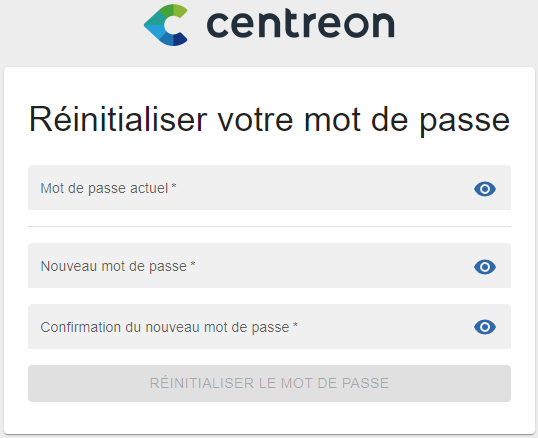 centreon
Réinitialiser votre mot de passe
Mot de passe actuel *
Nouveau mot de passe *
Confirmation du nouveau mot de passe *
RÉINITIALISER LE MOT DE PASSE